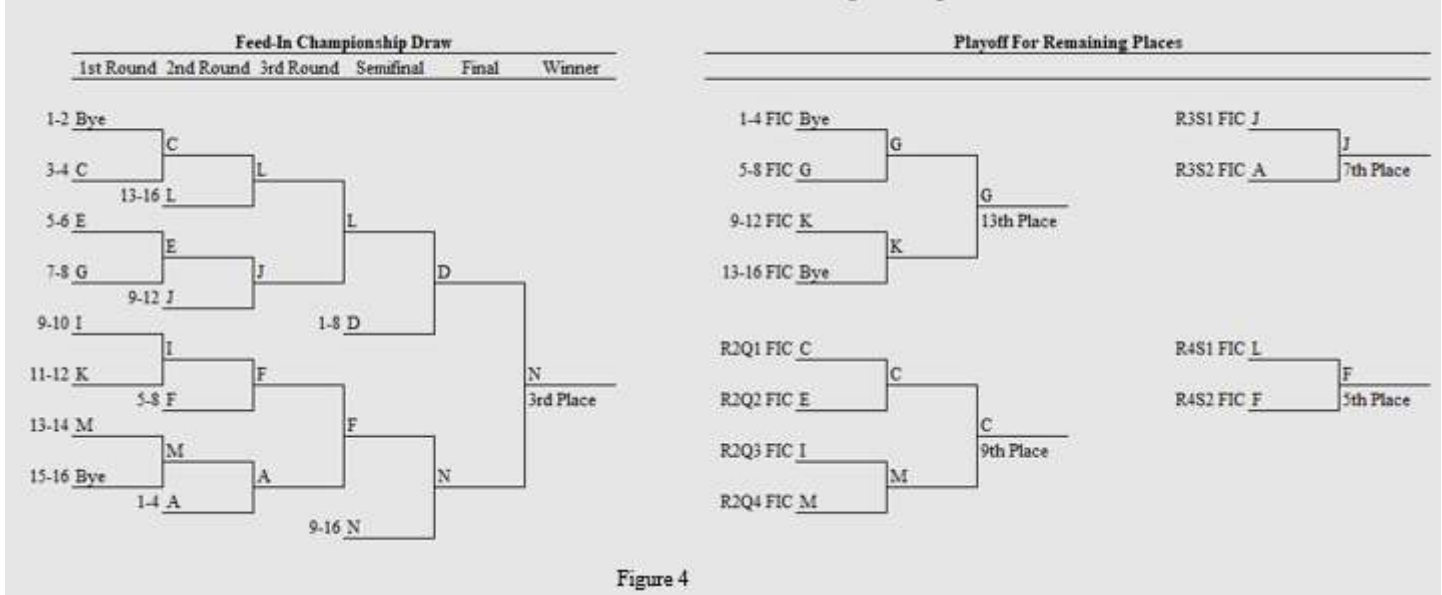 Feed-In Championship Draw
Playoff For Remaining Places
1st Round 2nd Round 3rd Round Semifinal Final Winner
1-2 Bye
C
3-4 C
L
13-16 L
5-6 E
L
E
7-8 G
J
D
9-12 J
9-10 I
1-8 D
I
11-12 K
F
N
5-8 F
3rd Place
13-14 M
F
M
15-16 Bye
A
N
1-4 A
9-16 N
1-4 FIC Bye
G
5-8 FIC G
G
13th Place
9-12 FIC K
K
13-16 FIC Bye
R2Q1 FIC C
C
R2Q2 FIC E
C
9th Place
R2Q3 FIC I
M
R2Q4 FIC M
R3S1 FIC J
J
R3S2 FIC A
7th Place
R4S1 FIC L
F
R4S2 FIC F
5th Place
Figure 4